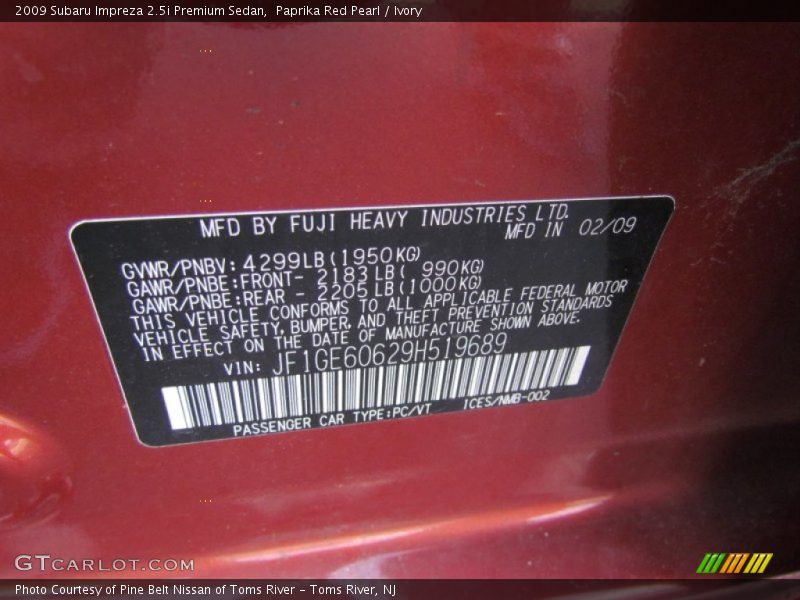 2009 Subaru Impreza 2.5i Premium Sedan,  Paprika Red Pearl / Ivory
MFD BY FUJI HEAVY INDUSTRIES LTD.
MFD IN 02/09
GVWR/PNBV: 4299LB(1950KG)
GAWR/PNBE:FRONT- 2183LB( 990KG)
GAWR/PNBE:REAR - 2205LB(1000KG)
THIS VEHICLE CONFORMS TO ALL APPLICABLE FEDERAL MOTOR
VEHICLE SAFETY, BUMPER, AND THEFT PREVENTION STANDARDS
IN EFFECT ON THE DATE OF MANUFACTURE SHOWN ABOVE.
VIN: JF1GE60629H519689
PASSENGER CAR TYPE:PC/VT ICES/NMB-002
GTCARLOT.COM
Photo Courtesy of Pine Belt Nissan of Toms River – Toms River, NJ